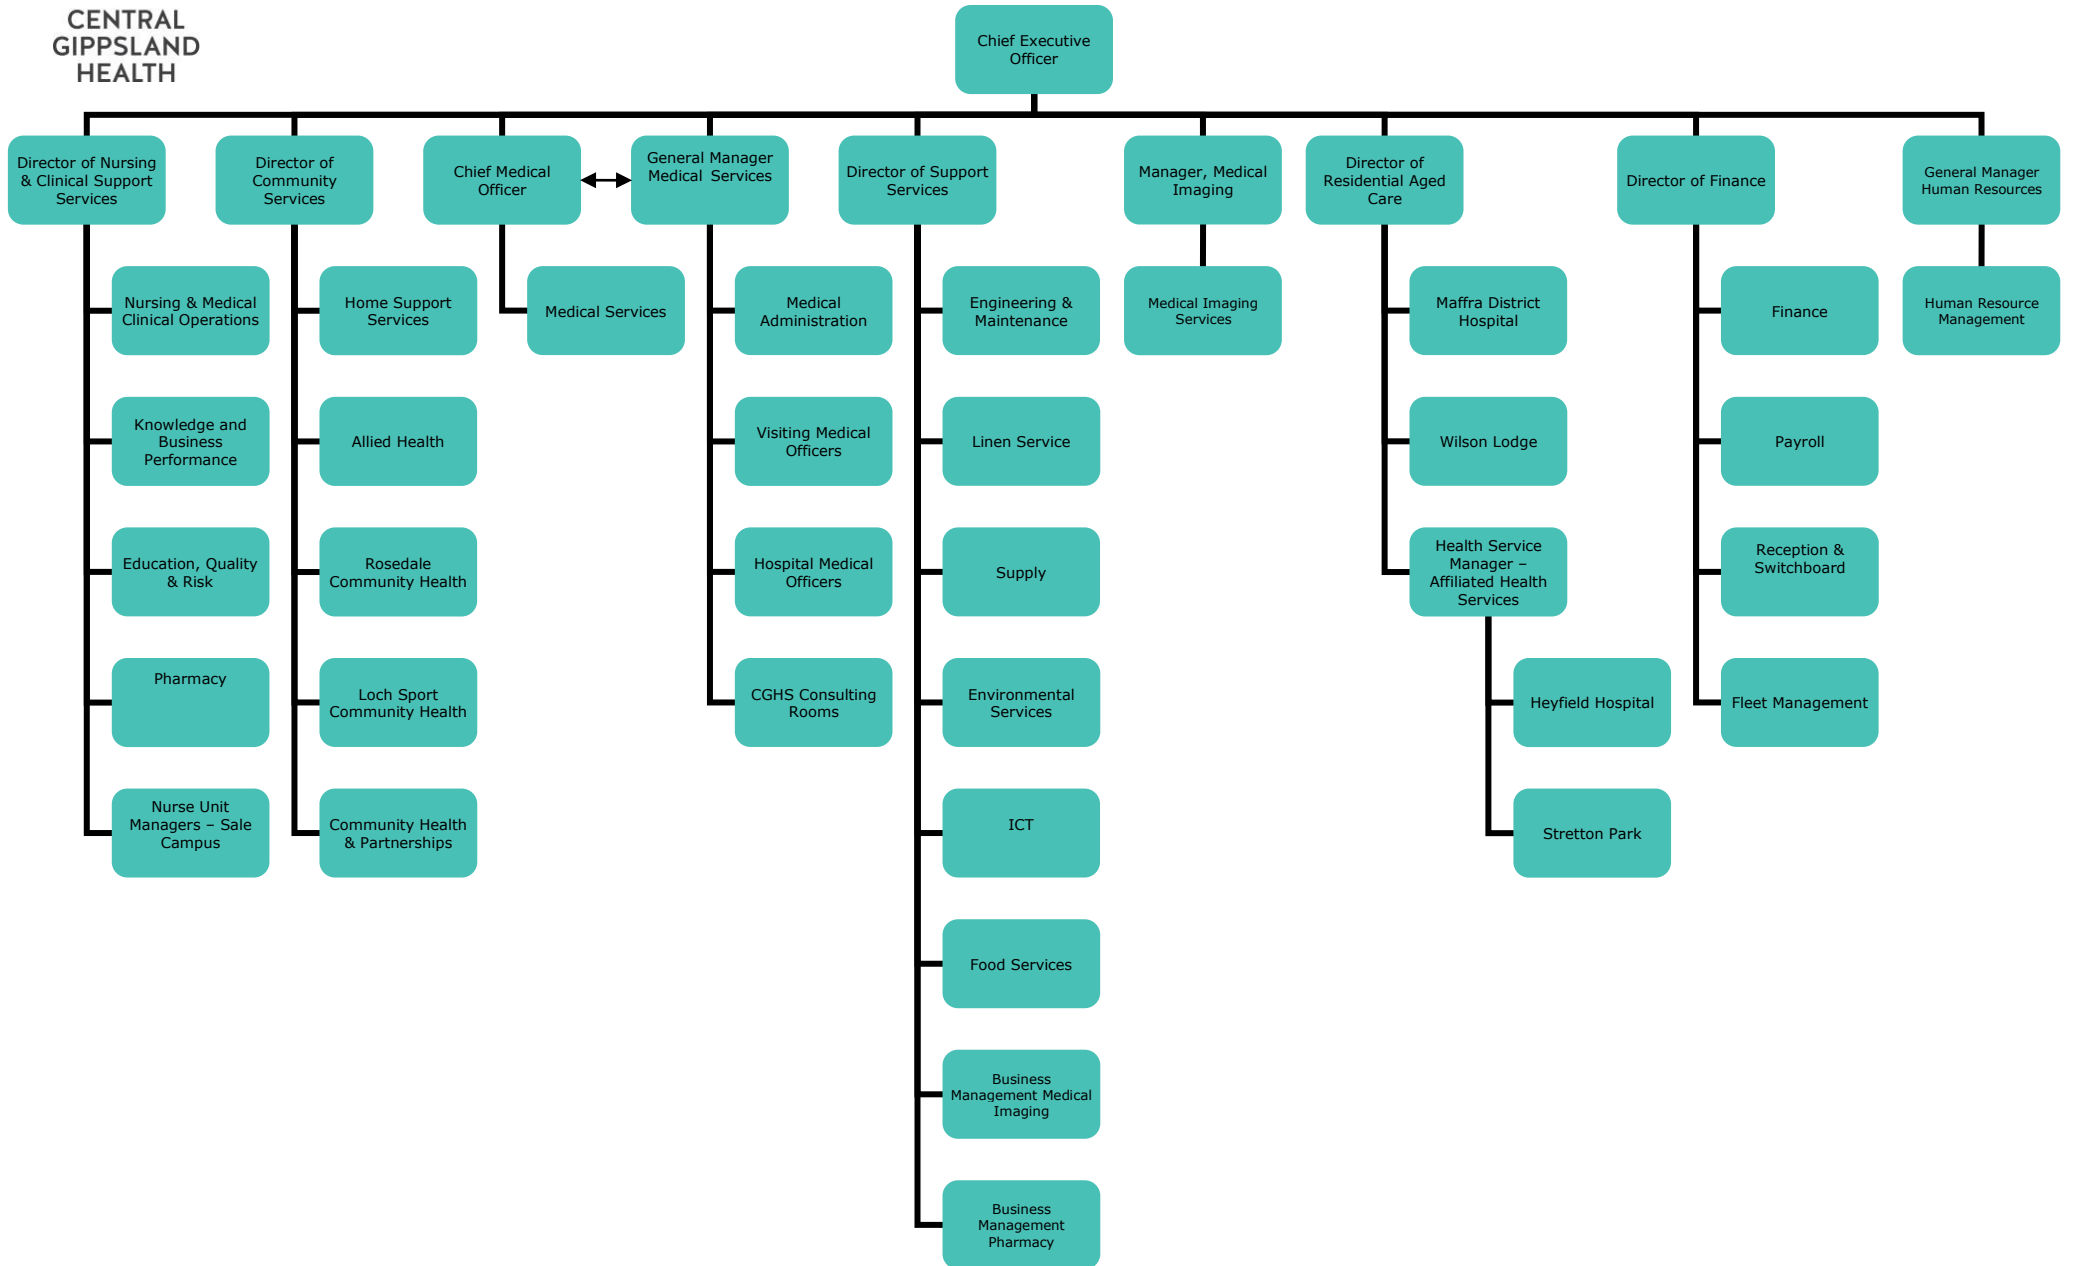 CENTRAL
GIPPSLAND
HEALTH
Chief Executive
Officer
Director of Nursing
& Clinical Support
Services
Director of
Community
Services
Chief Medical
Officer
General Manager
Medical Services
Director of Support
Services
Manager, Medical
Imaging
Director of
Residential Aged
Care
Director of Finance
General Manager
Human Resources
Nursing & Medical
Clinical Operations
Home Support
Services
Medical Services
Medical
Administration
Engineering &
Maintenance
Medical Imaging
Services
Maffra District
Hospital
Finance
Human Resource
Management
Knowledge and
Business
Performance
Allied Health
Visiting Medical
Officers
Linen Service
Wilson Lodge
Payroll
Education, Quality
& Risk
Rosedale
Community Health
Hospital Medical
Officers
Supply
Health Service
Manager –
Affiliated Health
Services
Reception &
Switchboard
Pharmacy
Loch Sport
Community Health
CGHS Consulting
Rooms
Environmental
Services
Heyfield Hospital
Fleet Management
Nurse Unit
Managers – Sale
Campus
Community Health
& Partnerships
ICT
Stretton Park
Food Services
Business
Management Medical
Imaging
Business
Management
Pharmacy